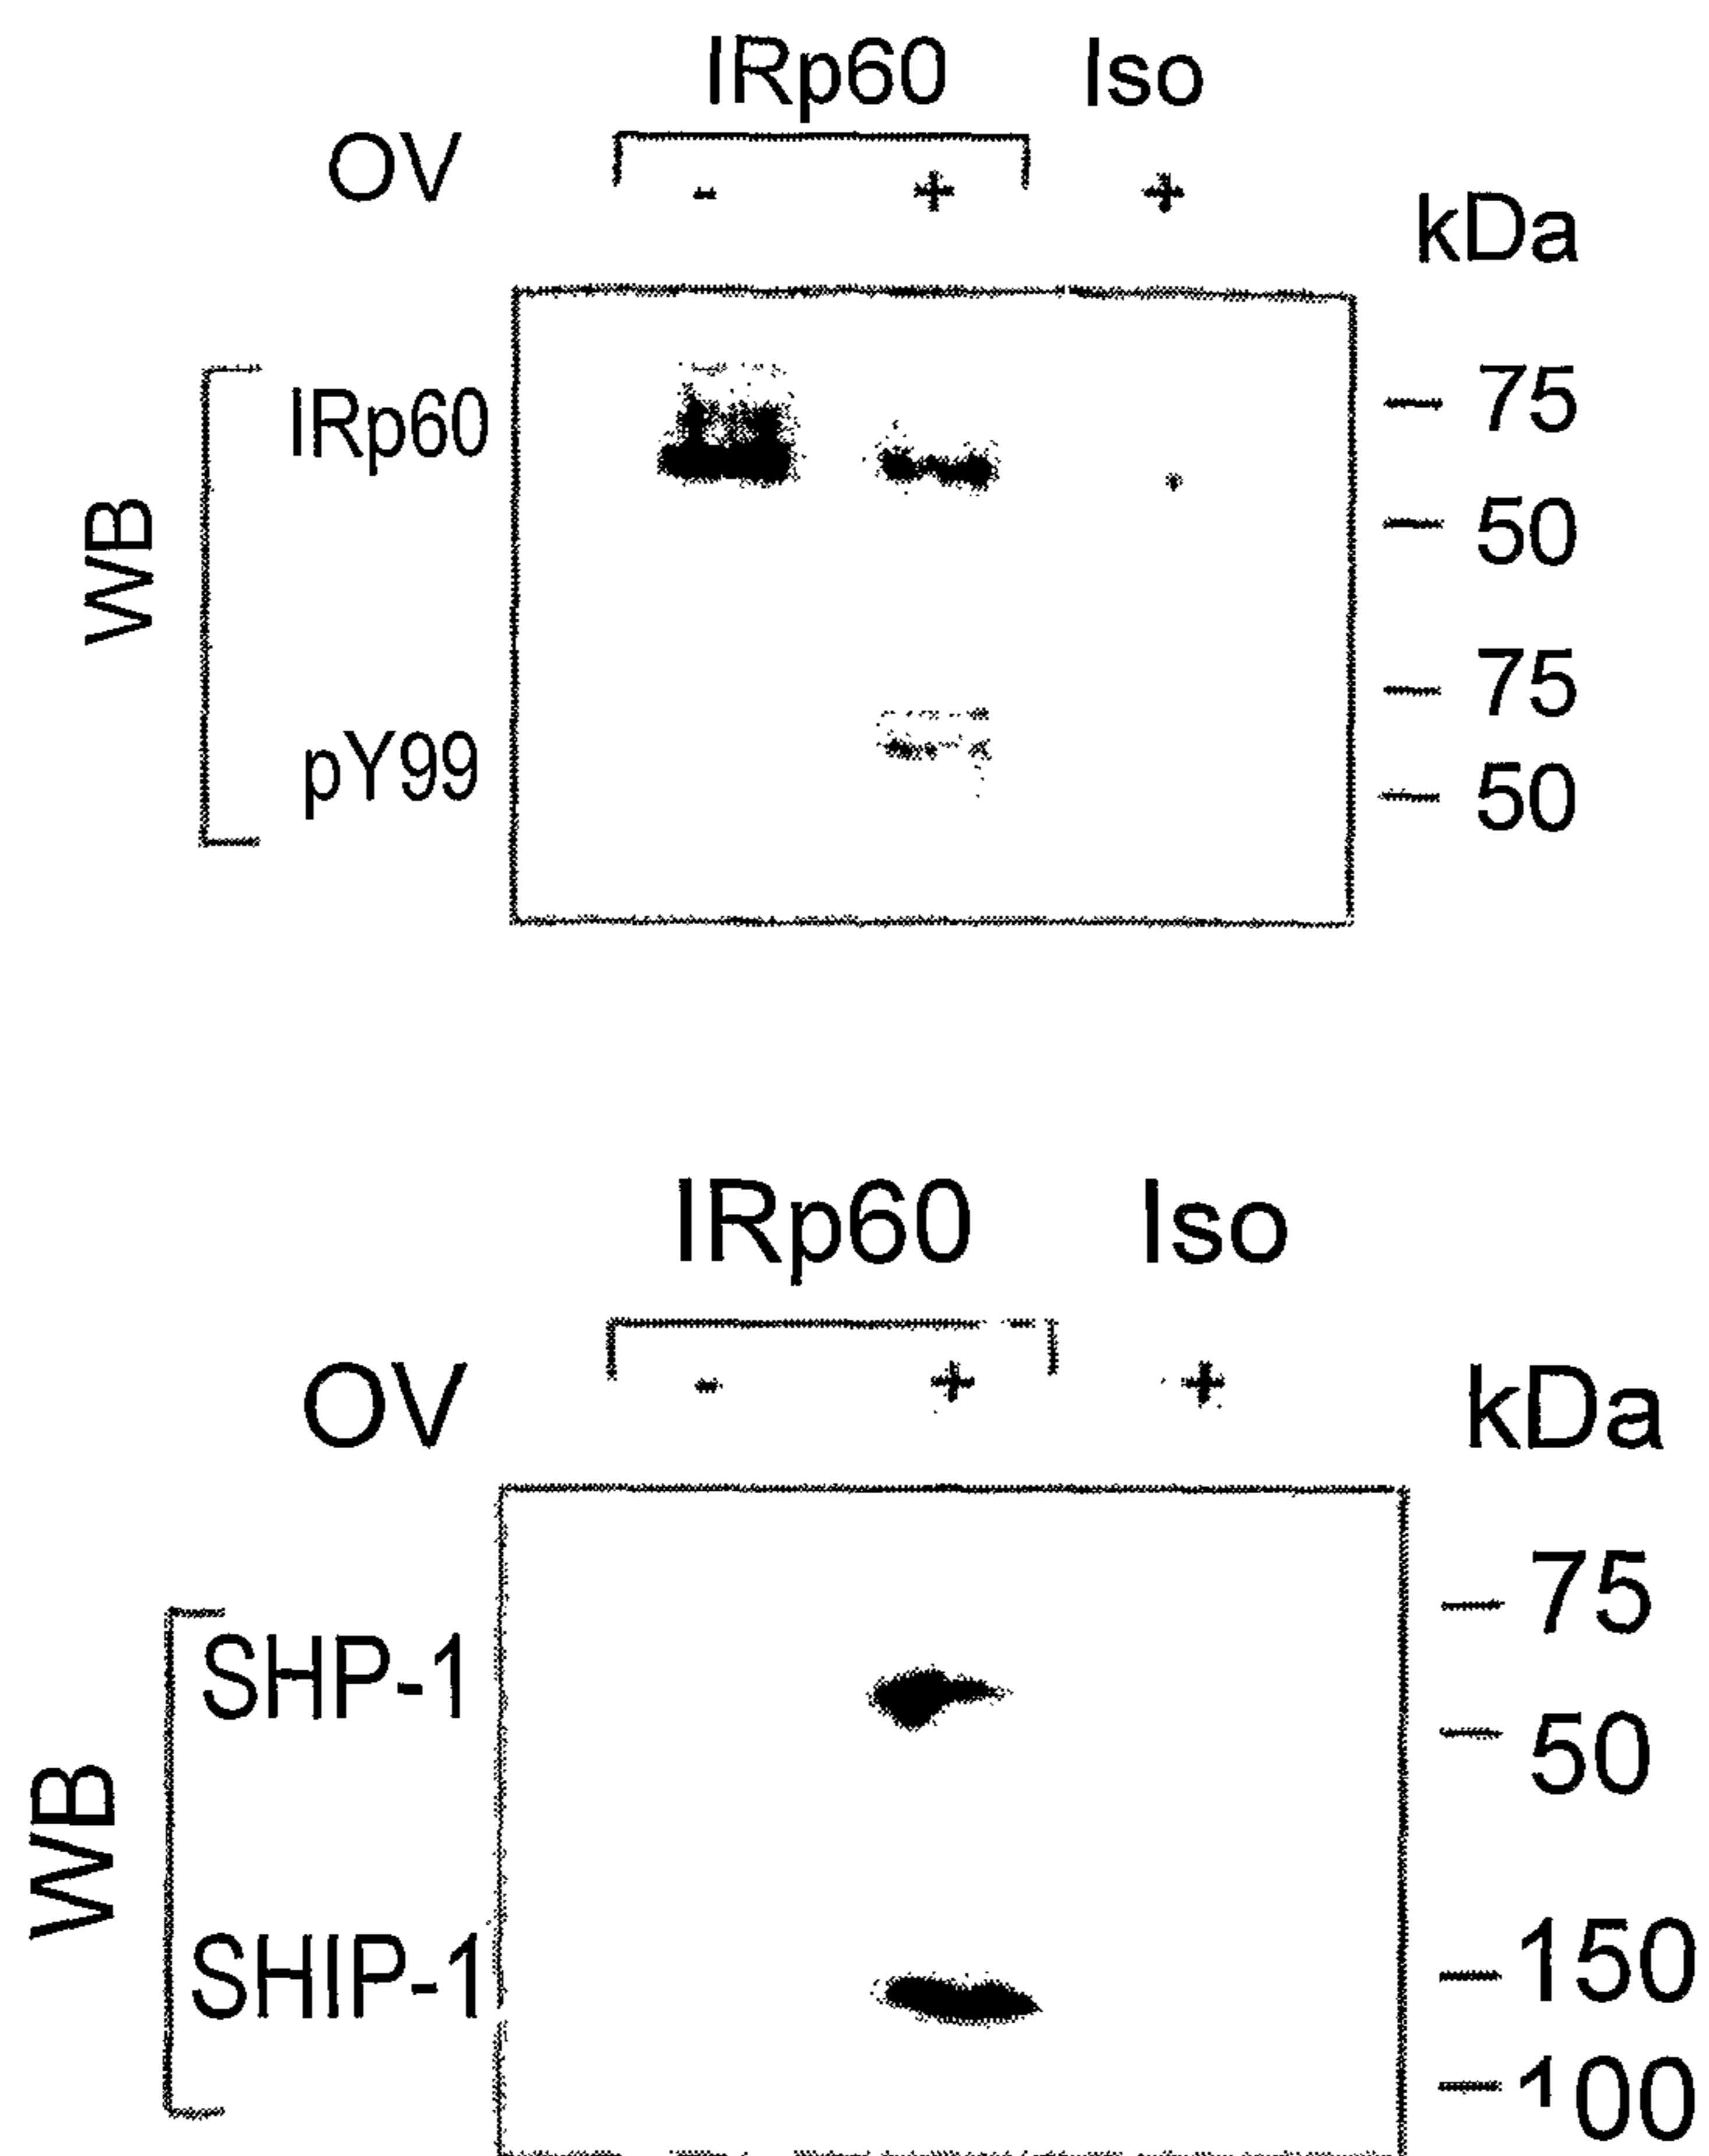 IRp60 Iso
OV - + + kDa
IRp60 75
50
WB
75
pY99 50
IRp60 Iso
OV - + + kDa
75
SHP-1
50
WB
150
SHIP-1
100